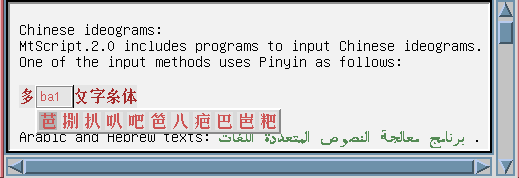 Chinese ideograms:
MtScript.2.0 includes programs to input Chinese ideograms.
One of the input methods uses Pinyin as follows:
多 ba1 文字条体
芭 捌 扒 叭 吧 笆 八 疤 巴 岜 粑
Arabic and Hebrew texts: برنامج معالجة النصوص المتعددة اللغات .